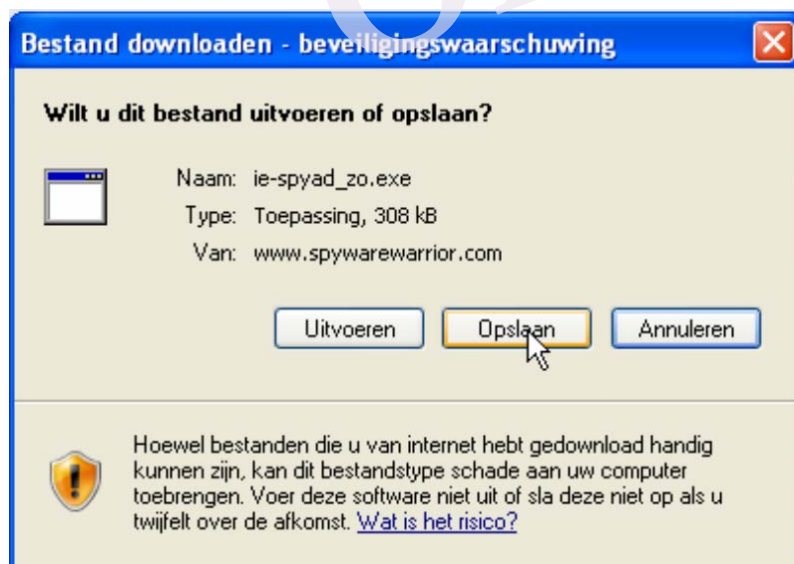 Bestand downloaden - beveiligingswaarschuwing
Wilt u dit bestand uitvoeren of opslaan?
Naam: ie-spyad_zo.exe
Type: Toepassing, 308 kB
Van: www.spywarewarrior.com
Uitvoeren Opslaan Annuleren
Hoewel bestanden die u van internet hebt gedownload handig
kunnen zijn, kan dit bestandstype schade aan uw computer
toebrengen. Voer deze software niet uit of sla deze niet op als u
twijfelt over de afkomst. Wat is het risico?